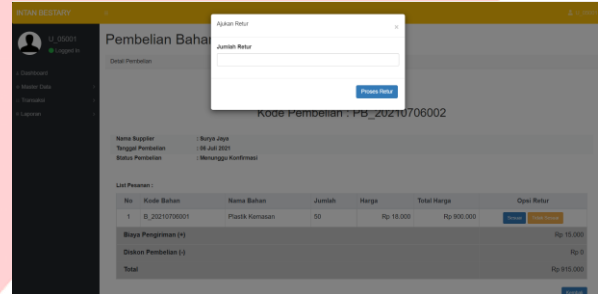 INTAN BESTARY
Ajukan Retur
×
U_05001
Logged In
Pembelian Bahan
Jumlah Retur
Detail Pembelian
Dashboard
Master Data
Transaksi
Laporan
Proses Retur
Kode Pembelian : PB_20210706002
Nama Supplier : Surya Jaya
Tanggal Pembelian : 06 Juli 2021
Status Pembelian : Menunggu Konfirmasi
List Pesanan :
No Kode Bahan Nama Bahan Jumlah Harga Total Harga Opsi Retur
1 B_20210706001 Plastik Kemasan 50 Rp 18.000 Rp 900.000
Biaya Pengiriman (+) Rp 15.000
Diskon Pembelian (-) Rp 0
Total Rp 915.000